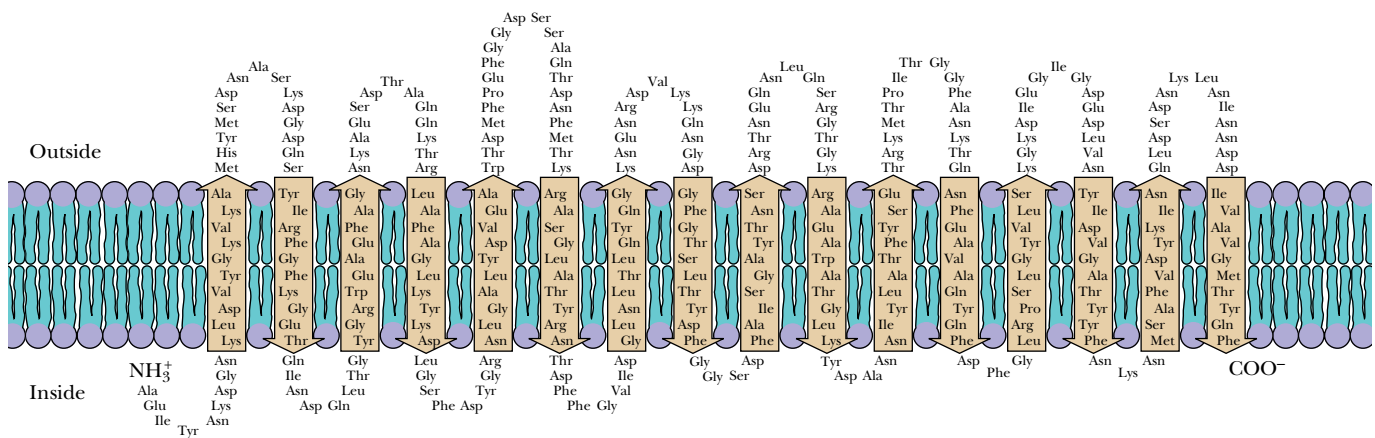 Asp Ser
Gly Ser
Gly Ala
Ala Phe Gln Leu Thr Gly Ile
Asn Ser Thr Glu Thr Val Asn Gln Ile Gly Gly Gly Lys Leu
Asp Lys Asp Ala Pro Asp Asp Lys Gln Ser Pro Phe Glu Asp Asn Asn
Ser Asp Ser Gln Phe Asn Arg Lys Glu Arg Thr Ala Ile Glu Asp Ile
Met Gly Glu Gln Met Phe Asn Gln Asn Gly Met Asn Asp Asp Ser Asn
Tyr Asp Ala Lys Asp Met Glu Asn Thr Thr Lys Lys Lys Leu Asp Asn
Outside
His Gln Lys Thr Thr Thr Asn Gly Arg Gly Arg Thr Gly Val Leu Asp
Met Ser Asn Arg Trp Lys Lys Asp Asp Lys Thr Gln Lys Asn Gln Asp
Ala Tyr Gly Leu Ala Arg Gly Gly Ser Arg Glu Asn Ser Tyr Asn Ile
Lys Ile Ala Ala Glu Ala Gln Phe Asn Ala Ser Phe Leu Ile Ile Val
Val Arg Phe Phe Val Ser Tyr Gly Thr Glu Tyr Glu Val Asp Lys Ala
Lys Phe Glu Ala Asp Gly Gln Thr Tyr Ala Phe Ala Tyr Val Tyr Val
Gly Gly Ala Gly Tyr Leu Leu Ser Ala Trp Thr Val Gly Gly Asp Gly
Tyr Phe Glu Leu Leu Ala Thr Leu Gly Ala Ala Ala Leu Ala Val Met
Val Lys Trp Lys Ala Thr Leu Thr Ser Thr Leu Gln Ser Thr Phe Thr
Asp Gly Arg Tyr Gly Tyr Asn Tyr Ile Gly Tyr Tyr Pro Tyr Ala Tyr
Leu Glu Gly Lys Leu Arg Leu Asp Ala Leu Ile Gln Arg Tyr Ser Gln
Lys Thr Tyr Asp Asn Asn Gly Phe Phe Lys Asn Phe Leu Phe Met Phe
Asn Gln Gly Leu Arg Thr Asp Gly Asp Tyr Asn Asp Gly Asn Asn
NH3+ Gly Ile Thr Gly Gly Asp Ile Gly Ser Asp Ala Phe Lys COO−
Inside
Ala Asp Asn Leu Ser Tyr Phe Val
Glu Lys Asp Gln Phe Asp Phe Gly
Ile Asn
Tyr